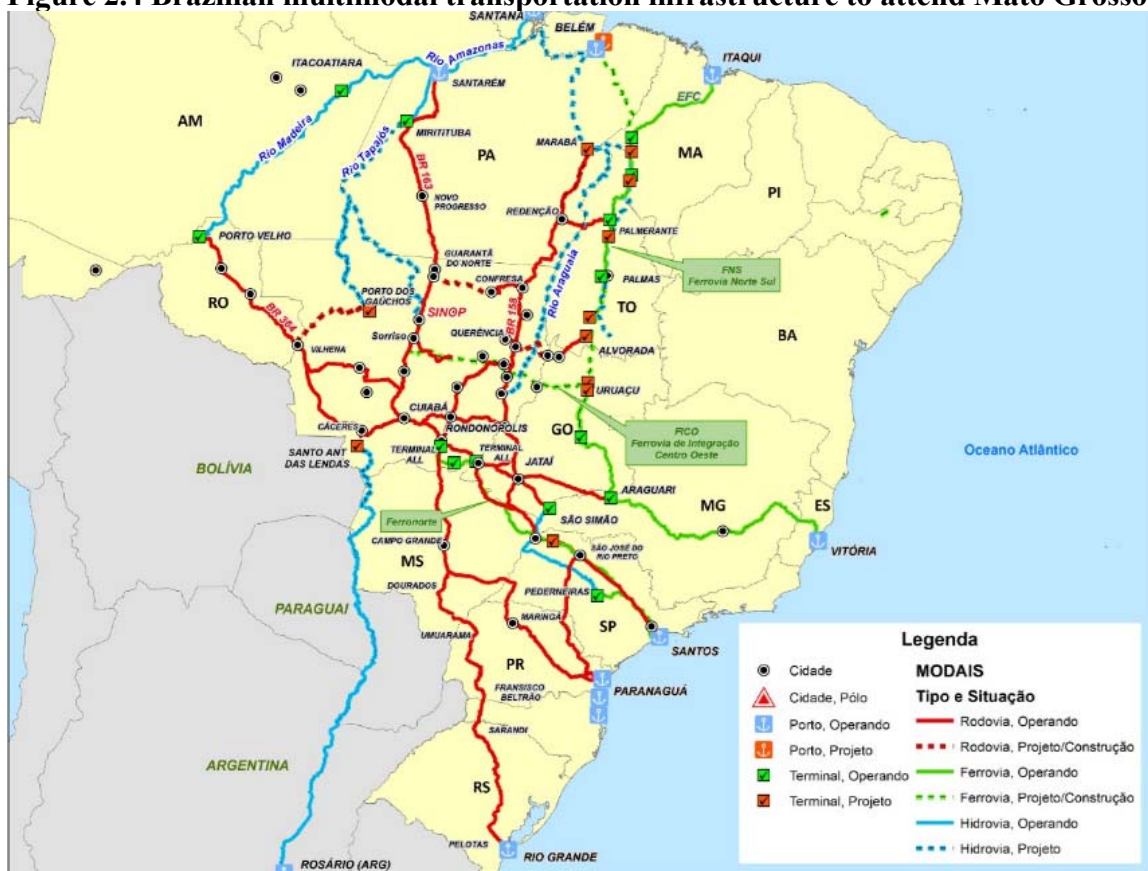 Figure 2.4 Brazilian multimodal transportation infrastructure to attend Mato Grosso
SANTANA
BELÉM
ITAQUI
Rio Amazonas
ITACOATIARA
SANTARÉM
EFC
AM
Rio Madeira
MIRITITUBA
Rio Tapajós
PA
MARABÁ
MA
BR 163
PI
NOVO
PROGRESSO
REDENÇÃO
PORTO VELHO
PALMERANTE
GUARANTÃ
DO NORTE
FNS
Ferrovia Norte Sul
CONFRESA
PALMAS
RO
PORTO DOS
GAÚCHOS
Rio Araguaia
TO
BR 364
SINOP
BR 158
BA
Sorriso
QUERÊNCIA
VILHENA
ALVORADA
URUAÇU
CUIABÁ
CÁCERES
RONDONÓPOLIS
GO
FICO
Ferrovia de Integração
Centro Oeste
SANTO ANT
DAS LENDAS
TERMINAL
ALL
TERMINAL
ALL
Oceano Atlântico
BOLÍVIA
JATAÍ
ARAGUARI
MG
ES
Ferronorte
SÃO SIMÃO
CAMPO GRANDE
SÃO JOSÉ DO
RIO PRETO
VITÓRIA
MS
DOURADOS
PEDERNEIRAS
PARAGUAI
MARINGÁ
SP
UMUARAMA
SANTOS
PR
FRANSISCO
BELTRÃO
PARANAGUÁ
SARANDI
ARGENTINA
RS
PELOTAS
RIO GRANDE
ROSÁRIO (ARG)
Legenda
Cidade
Cidade, Pólo
Porto, Operando
Porto, Projeto
Terminal, Operando
Terminal, Projeto
MODAIS
Tipo e Situação
Rodovia, Operando
Rodovia, Projeto/Construção
Ferrovia, Operando
Ferrovia, Projeto/Construção
Hidrovia, Operando
Hidrovia, Projeto